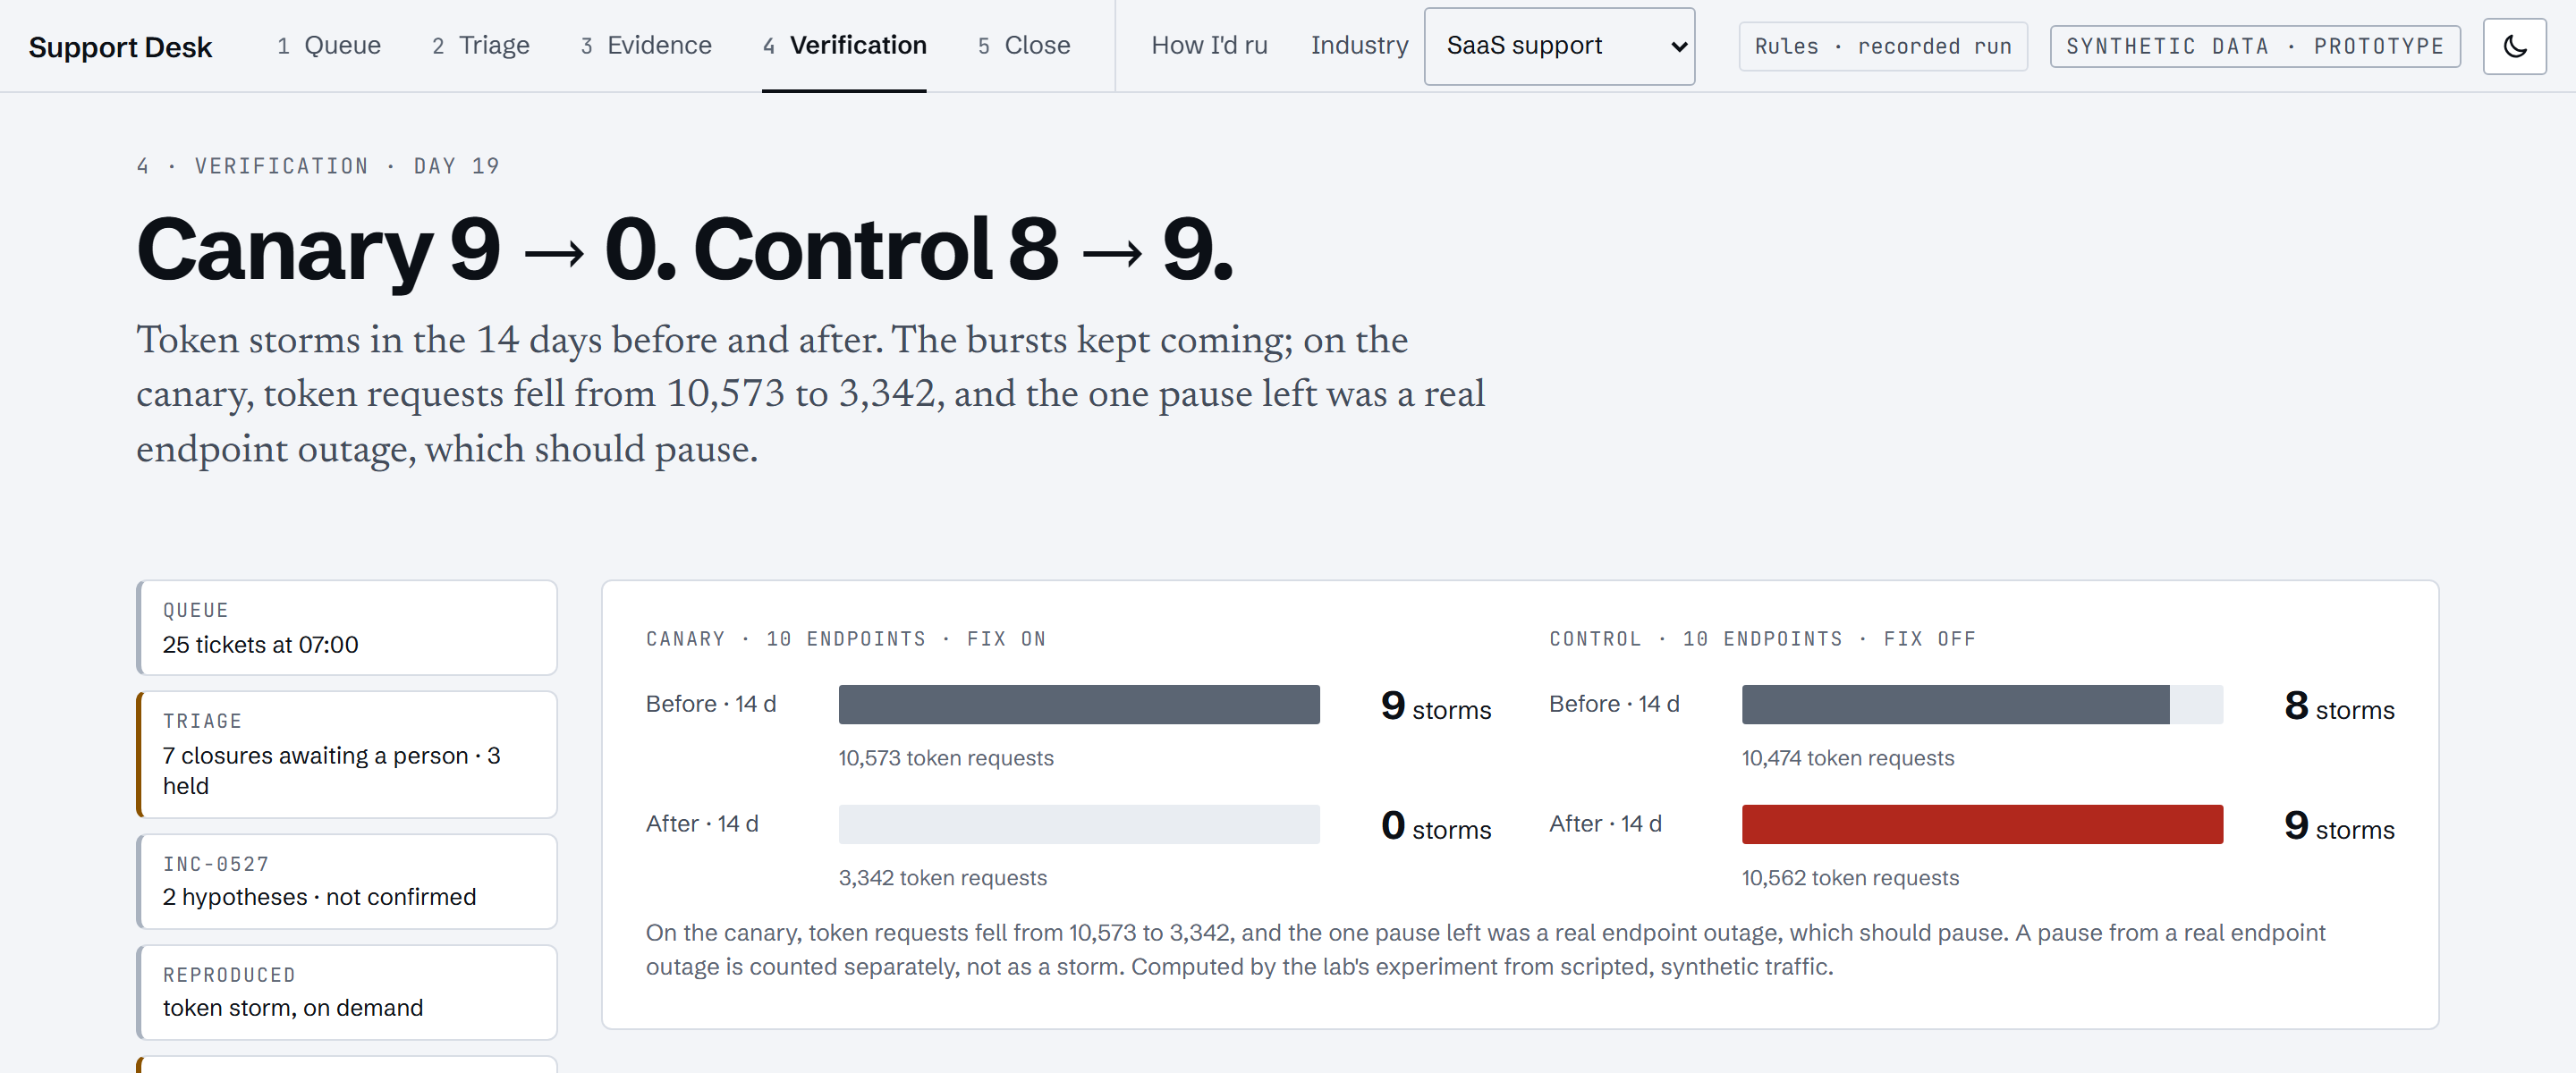 Support Desk
1 Queue
2 Triage
3 Evidence
4 Verification
5 Close
How I'd ru
Industry
SaaS support
Rules · recorded run
SYNTHETIC DATA · PROTOTYPE
4 · VERIFICATION · DAY 19
Canary 9 → 0. Control 8 → 9.
Token storms in the 14 days before and after. The bursts kept coming; on the
canary, token requests fell from 10,573 to 3,342, and the one pause left was a real
endpoint outage, which should pause.
QUEUE
25 tickets at 07:00
TRIAGE
7 closures awaiting a person · 3
held
INC-0527
2 hypotheses · not confirmed
REPRODUCED
token storm, on demand
CANARY · 10 ENDPOINTS · FIX ON
Before · 14 d
9 storms
10,573 token requests
After · 14 d
0 storms
3,342 token requests
CONTROL · 10 ENDPOINTS · FIX OFF
Before · 14 d
8 storms
10,474 token requests
After · 14 d
9 storms
10,562 token requests
On the canary, token requests fell from 10,573 to 3,342, and the one pause left was a real endpoint outage, which should pause. A pause from a real endpoint
outage is counted separately, not as a storm. Computed by the lab's experiment from scripted, synthetic traffic.